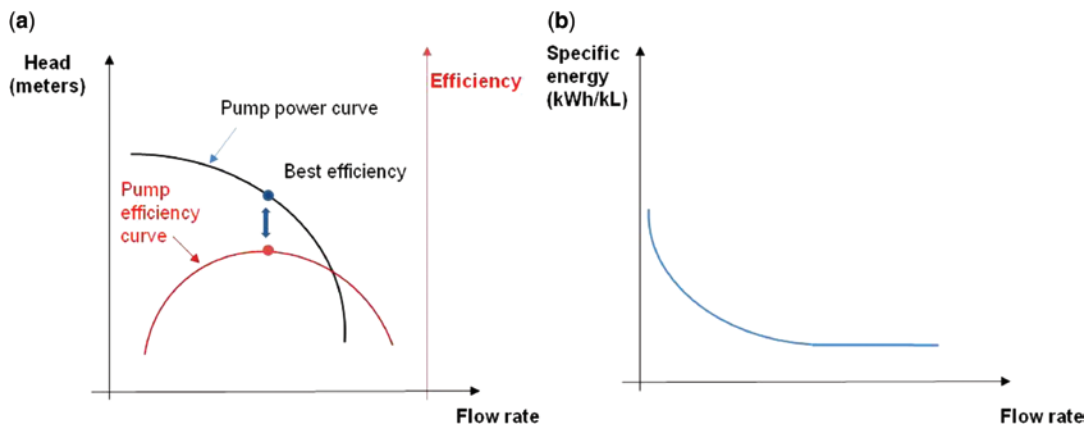 (a)
Head
(meters)
Efficiency
Pump power curve
Best efficiency
Pump
efficiency
curve
Flow rate
(b)
Specific
energy
(kWh/kL)
Flow rate